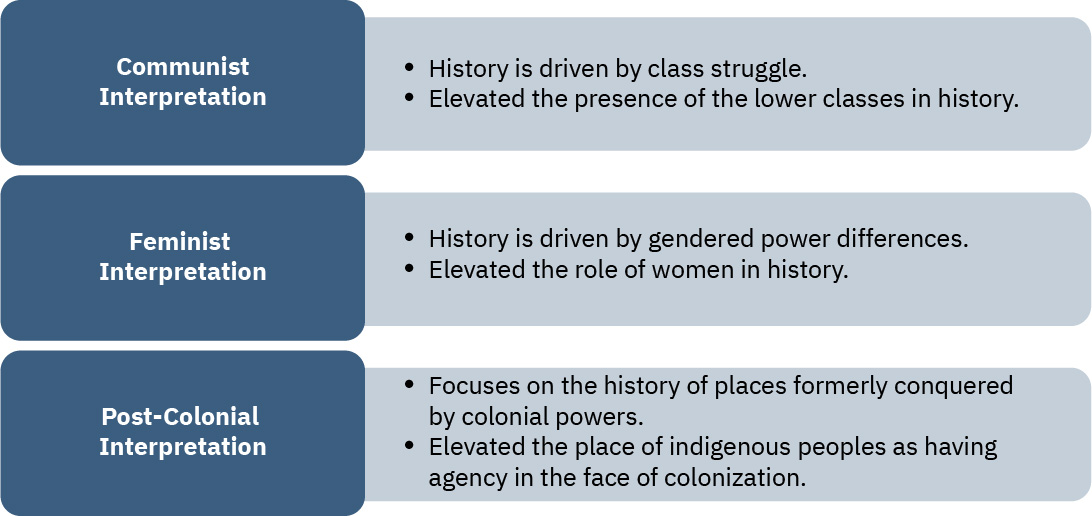 Communist
Interpretation
• History is driven by class struggle.
• Elevated the presence of the lower classes in history.
Feminist
Interpretation
• History is driven by gendered power differences.
• Elevated the role of women in history.
Post-Colonial
Interpretation
• Focuses on the history of places formerly conquered
by colonial powers.
• Elevated the place of indigenous peoples as having
agency in the face of colonization.